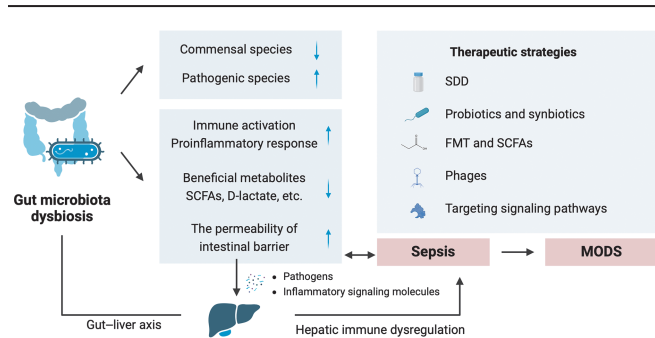 Commensal species
Pathogenic species
Immune activation
Proinflammatory response
Beneficial metabolites
SCFAs, D-lactate, etc.
The permeability of
intestinal barrier
Gut microbiota
dysbiosis
Therapeutic strategies
SDD
Probiotics and synbiotics
FMT and SCFAs
Phages
Targeting signaling pathways
Sepsis
MODS
• Pathogens
• Inflammatory signaling molecules
Gut–liver axis
Hepatic immune dysregulation